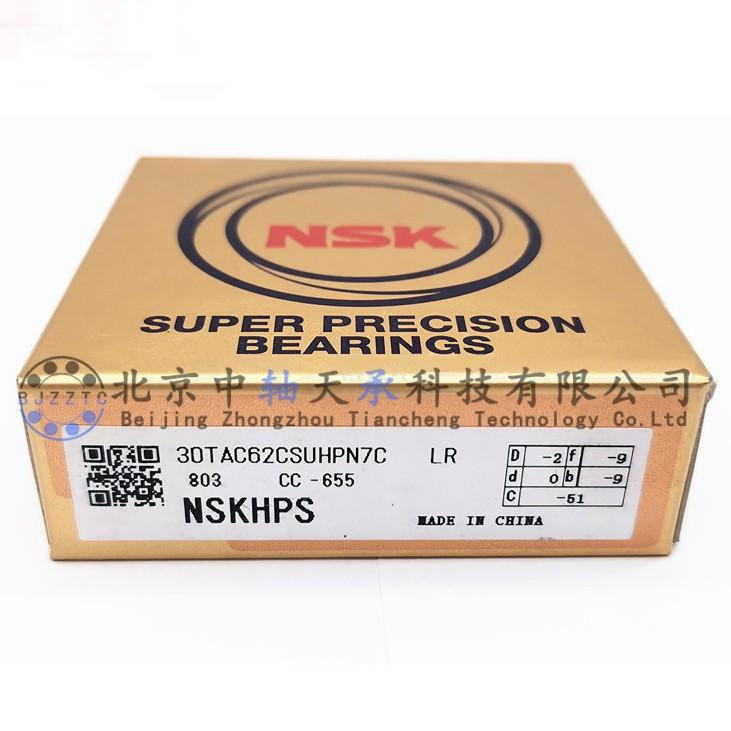 NSK
SUPER PRECISION
BEARINGS
BJZZTC
北京中轴天承科技有限公司
Beijing Zhongzhou Tiancheng Technology Co.Ltd
30TAC62CSUHPN7C LR
803 CC -655
NSKHPS
MADE IN CHINA
D -2 f -9
d 0 b -9
C -51